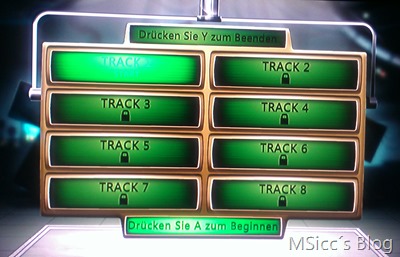 Drücken Sie Y zum Beenden
TRACK 2
TRACK 3
TRACK 4
TRACK 5
TRACK 6
TRACK 7
TRACK 8
Drücken Sie A zum Beginnen
MSicc´s Blog